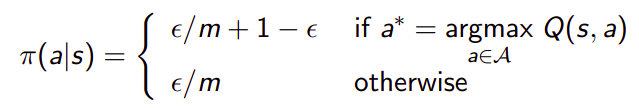 π(a|s) = { ϵ/m + 1 − ϵ if a* = argmax Q(s, a)
a∈𝒜
ϵ/m otherwise